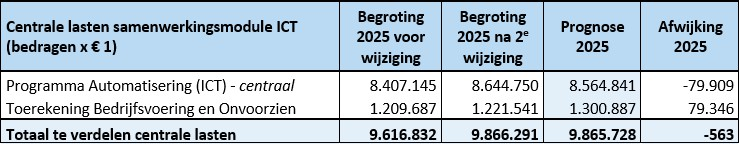 Centrale lasten samenwerkingsmodule ICT (bedragen x € 1) | Begroting 2025 voor wijziging | Begroting 2025 na 2e wijziging | Prognose 2025 | Afwijking 2025
Programma Automatisering (ICT) - centraal 8.407.145 8.644.750 8.564.841 -79.909
Toerekening Bedrijfsvoering en Onvoorzien 1.209.687 1.221.541 1.300.887 79.346
Totaal te verdelen centrale lasten 9.616.832 9.866.291 9.865.728 -563